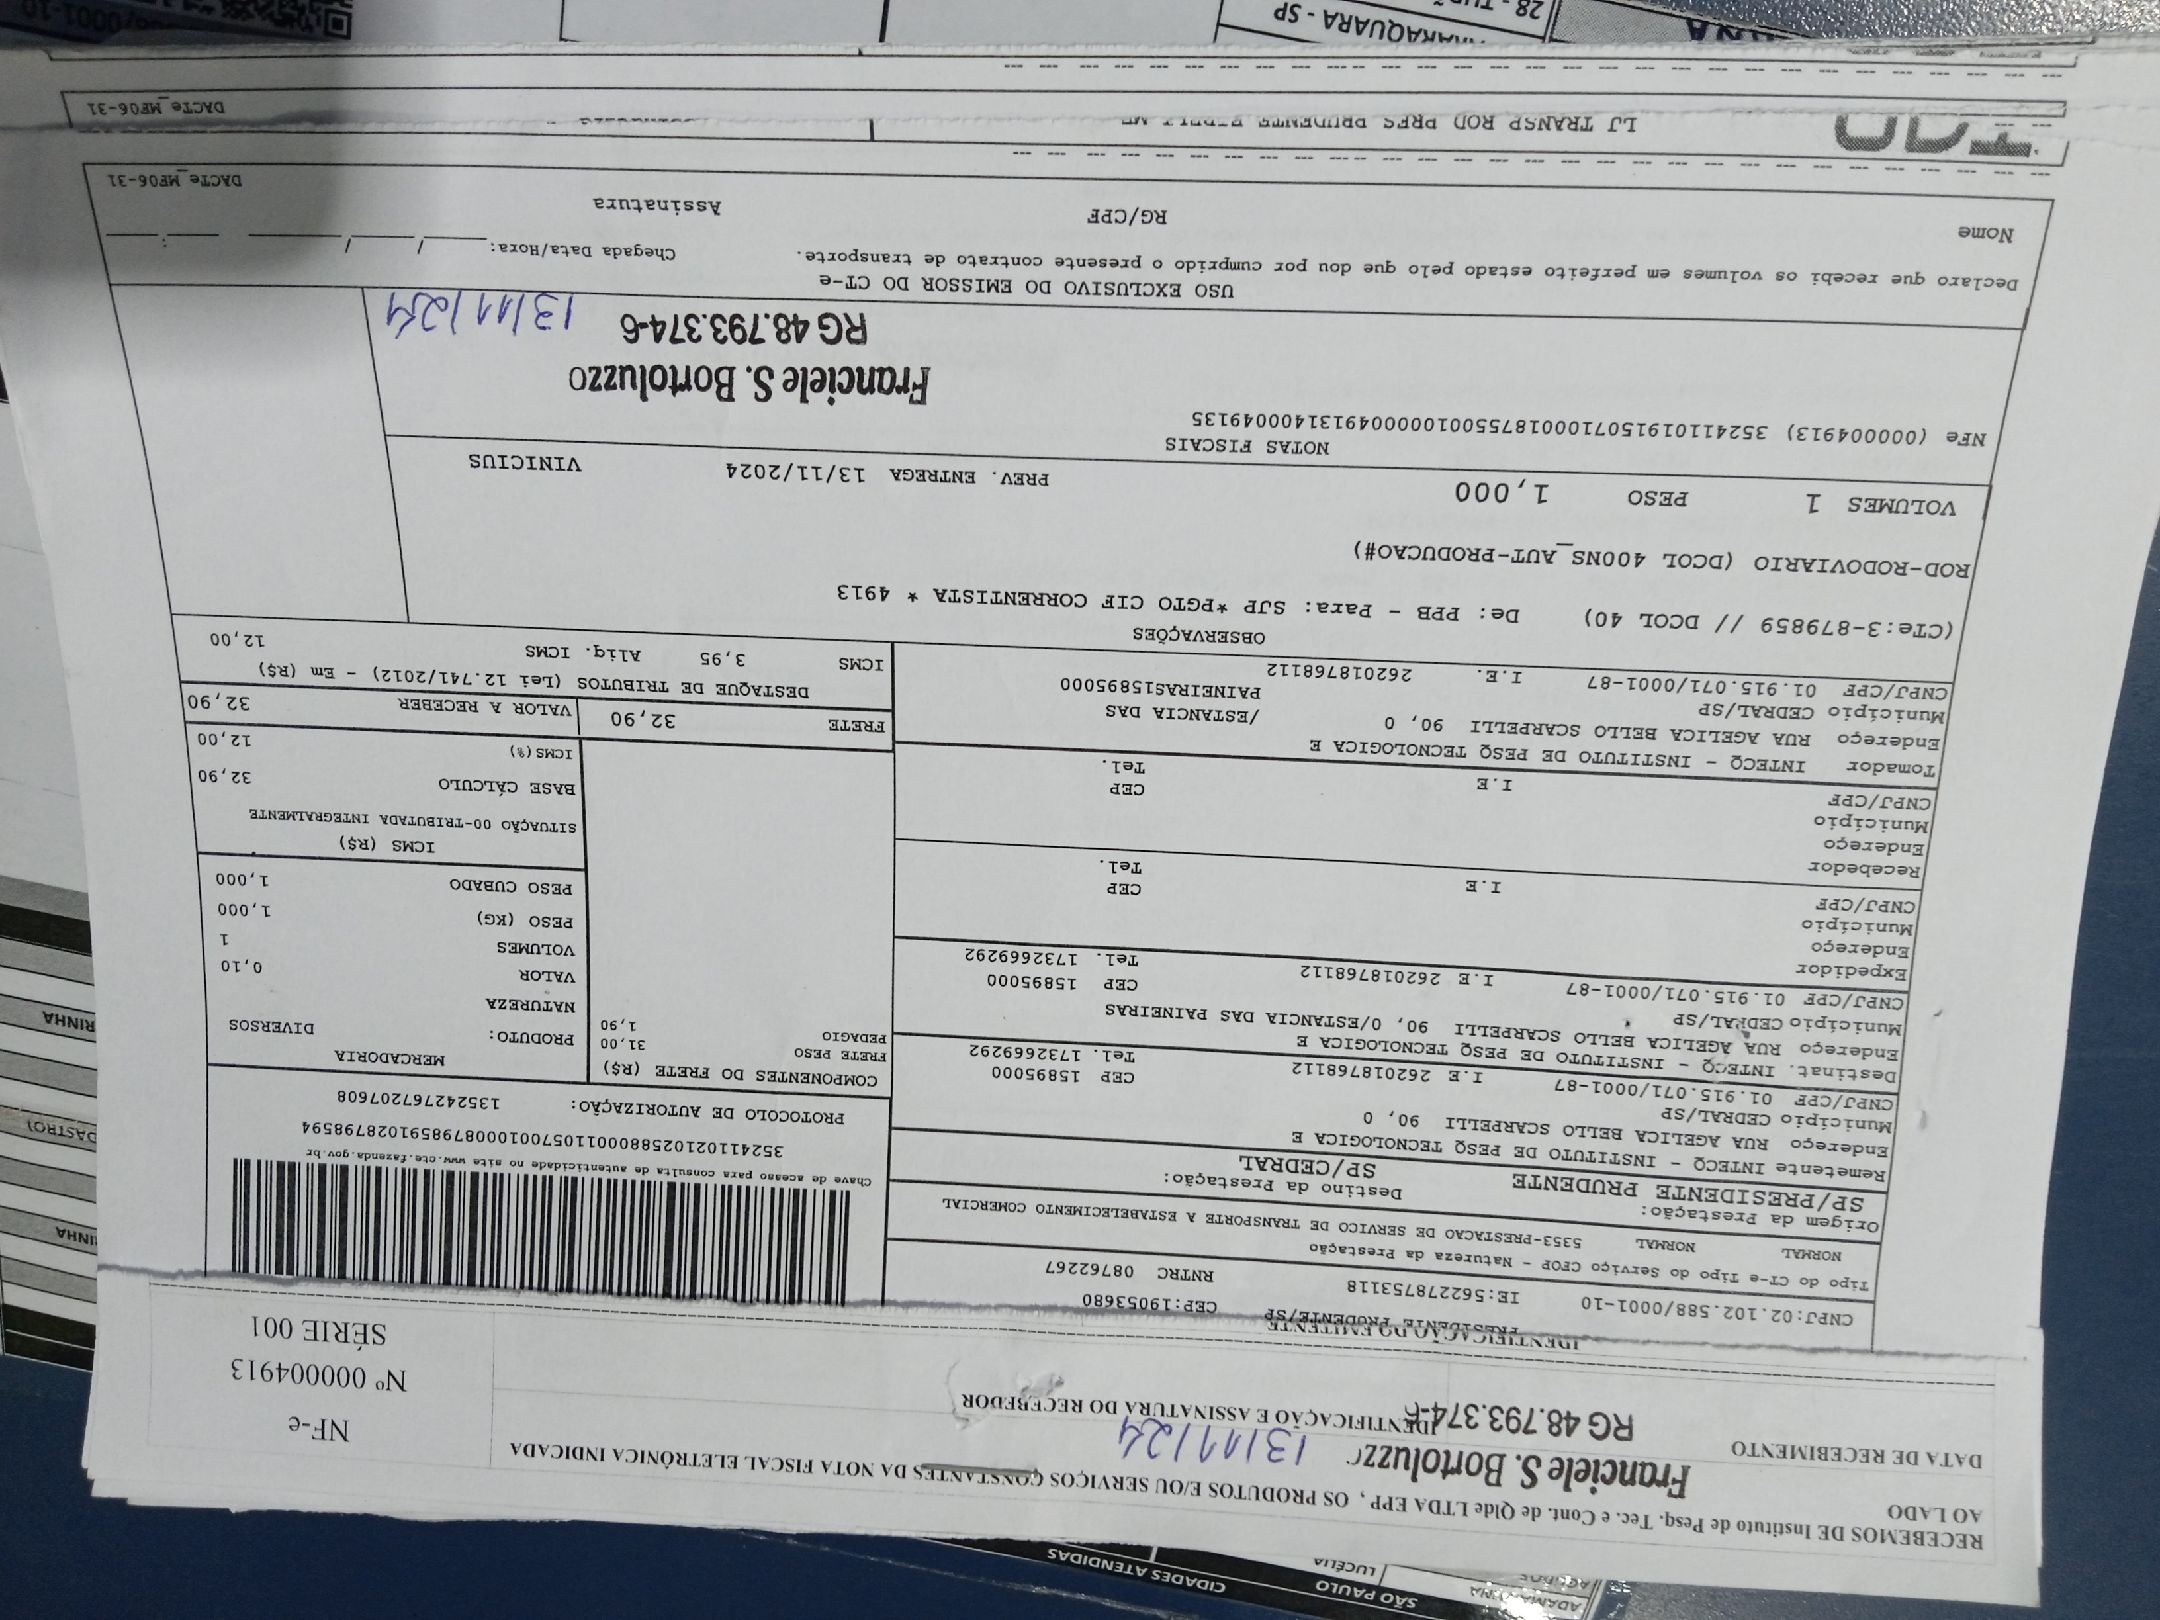 RECEBEMOS DE Instituto de Pesq. Tec. e Cont. de Qlde LTDA EPP , OS PRODUTOS E/OU SERVIÇOS CONSTANTES DA NOTA FISCAL ELETRÔNICA INDICADA
AO LADO
Franciele S. Bortoluzz
13/11/24
DATA DE RECEBIMENTO
RG 48.793.374-6
IDENTIFICAÇÃO E ASSINATURA DO RECEBEDOR
NF-e
Nº 000004913
SÉRIE 001
IDENTIFICAÇÃO DO EMITENTE
PRESIDENTE PRUDENTE/SP CEP:19053680
CNPJ:02.102.588/0001-10 IE:562278753118 RNTRC 08762267
Tipo do CT-e Tipo do Serviço CFOP - Natureza da Prestação
NORMAL NORMAL 5353-PRESTACAO DE SERVICO DE TRANSPORTE A ESTABELECIMENTO COMERCIAL
Origem da Prestação: Destino da Prestação:
SP/PRESIDENTE PRUDENTE SP/CEDRAL
Remetente INTECQ - INSTITUTO DE PESQ TECNOLOGICA E
Endereço RUA AGELICA BELLO SCARPELLI 90, 0
Município CEDRAL/SP CEP 15895000
CNPJ/CPF 01.915.071/0001-87 I.E 262018768112 Tel. 1732669292
Destinat. INTECQ - INSTITUTO DE PESQ TECNOLOGICA E
Endereço RUA AGELICA BELLO SCARPELLI 90, 0/ESTANCIA DAS PAINEIRAS
Município CEDRAL/SP CEP 15895000
CNPJ/CPF 01.915.071/0001-87 I.E 262018768112 Tel. 1732669292
Expedidor
Endereço
Município CEP
CNPJ/CPF I.E Tel.
Recebedor
Endereço
Município CEP
CNPJ/CPF I.E Tel.
Tomador INTECQ - INSTITUTO DE PESQ TECNOLOGICA E
Endereço RUA AGELICA BELLO SCARPELLI 90, 0 /ESTANCIA DAS
Município CEDRAL/SP PAINEIRAS15895000
CNPJ/CPF 01.915.071/0001-87 I.E. 262018768112
Chave de acesso para consulta de autenticidade no site www.cte.fazenda.gov.br
35241102102588000110570010008798591028798594
PROTOCOLO DE AUTORIZAÇÃO: 135242767207608
COMPONENTES DO FRETE (R$)
FRETE PESO 31,00
PEDAGIO 1,90
MERCADORIA
PRODUTO: DIVERSOS
NATUREZA
VALOR 0,10
VOLUMES 1
PESO (KG) 1,000
PESO CUBADO 1,000
ICMS (R$)
SITUAÇÃO 00-TRIBUTADA INTEGRALMENTE
BASE CÁLCULO 32,90
ICMS(%) 12,00
FRETE 32,90 VALOR A RECEBER 32,90
DESTAQUE DE TRIBUTOS (Lei 12.741/2012) - Em (R$)
ICMS 3,95 Aliq. ICMS 12,00
OBSERVAÇÕES
(CTe:3-879859 // DCOL 40) De: PPB - Para: SJP *PGTO CIF CORRENTISTA * 4913
ROD-RODOVIARIO (DCOL 400NS_AUT-PRODUCAO#)
VOLUMES 1 PESO 1,000 PREV. ENTREGA 13/11/2024 VINICIUS
NOTAS FISCAIS
NFe (000004913) 35241101915071000187550010000049131400049135
Franciele S. Bortoluzzo
RG 48.793.374-6 13/11/24
USO EXCLUSIVO DO EMISSOR DO CT-e
Declaro que recebi os volumes em perfeito estado pelo que dou por cumprido o presente contrato de transporte. Chegada Data/Hora: / / :
Nome RG/CPF Assinatura
DACTe_MF06-31
LJ TRANSP ROD PRES PRUDENTE
DACTe_MF06-31
ARAQUARA - SP
28 -
/0001-10
CIDADES ATENDIDAS
SÃO PAULO
LUCÉLIA
RINHA
DASTRO)
INHA